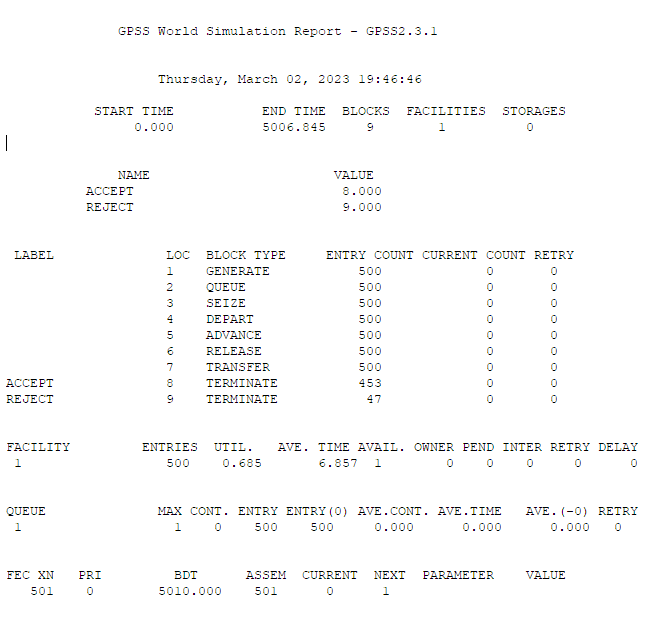 GPSS World Simulation Report - GPSS2.3.1
Thursday, March 02, 2023 19:46:46
START TIME END TIME BLOCKS FACILITIES STORAGES
0.000 5006.845 9 1 0
NAME VALUE
ACCEPT 8.000
REJECT 9.000
LABEL LOC BLOCK TYPE ENTRY COUNT CURRENT COUNT RETRY
1 GENERATE 500 0 0
2 QUEUE 500 0 0
3 SEIZE 500 0 0
4 DEPART 500 0 0
5 ADVANCE 500 0 0
6 RELEASE 500 0 0
7 TRANSFER 500 0 0
ACCEPT 8 TERMINATE 453 0 0
REJECT 9 TERMINATE 47 0 0
FACILITY ENTRIES UTIL. AVE. TIME AVAIL. OWNER PEND INTER RETRY DELAY
1 500 0.685 6.857 1 0 0 0 0 0
QUEUE MAX CONT. ENTRY ENTRY(0) AVE.CONT. AVE.TIME AVE.(-0) RETRY
1 1 0 500 500 0.000 0.000 0.000 0
FEC XN PRI BDT ASSEM CURRENT NEXT PARAMETER VALUE
501 0 5010.000 501 0 1